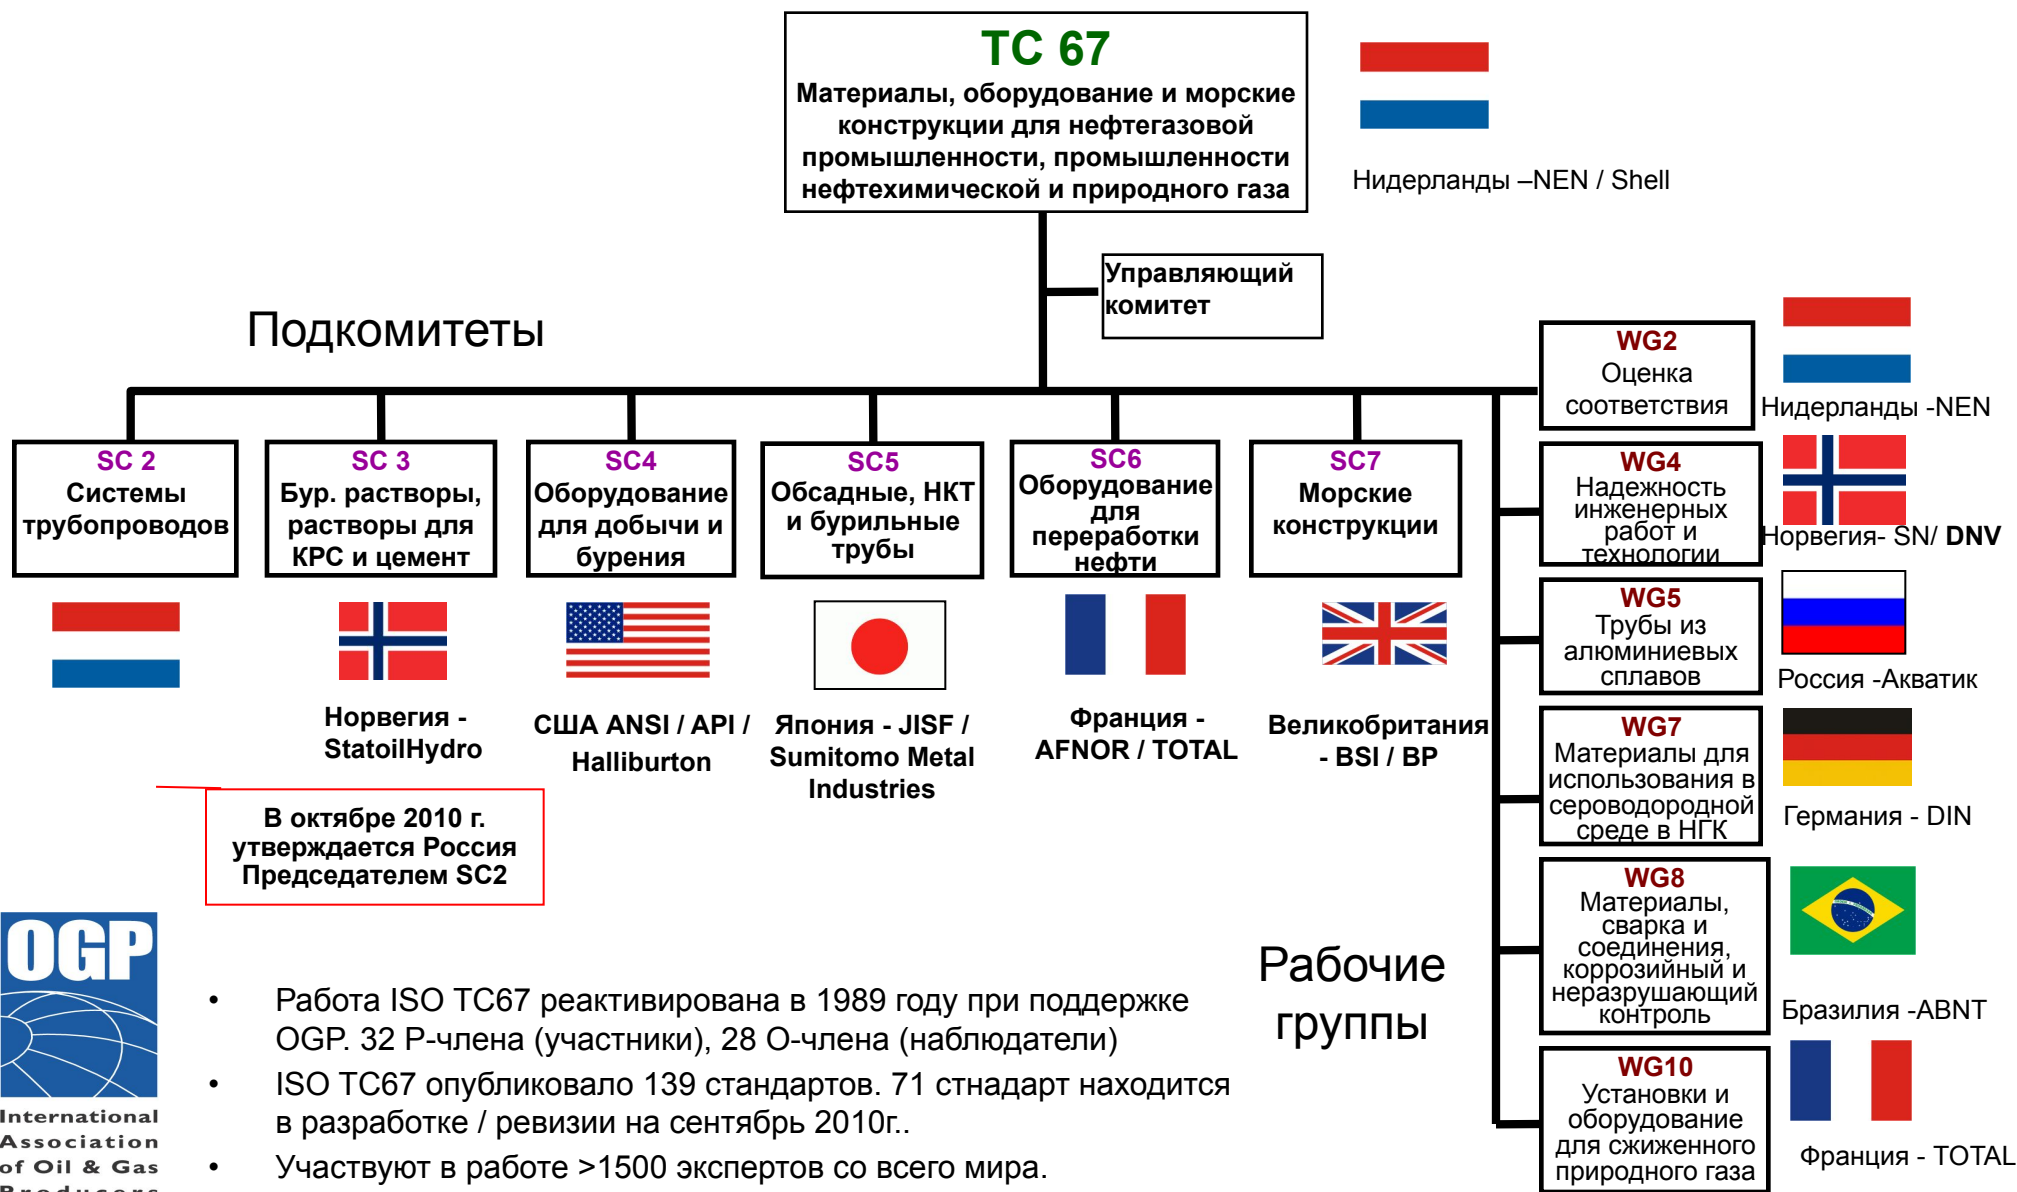 ТС 67
Материалы, оборудование и морские
конструкции для нефтегазовой
промышленности, промышленности
нефтехимической и природного газа
Нидерланды –NEN / Shell
Управляющий
комитет
Подкомитеты
SC 2
Системы
трубопроводов
SC 3
Бур. растворы,
растворы для
КРС и цемент
SC4
Оборудование
для добычи и
бурения
SC5
Обсадные, НКТ
и бурильные
трубы
SC6
Оборудование
для
переработки
нефти
SC7
Морские
конструкции
Норвегия -
StatoilHydro
США ANSI / API /
Halliburton
Япония - JISF /
Sumitomo Metal
Industries
Франция -
AFNOR / TOTAL
Великобритания
- BSI / BP
В октябре 2010 г.
утверждается Россия
Председателем SC2
WG2
Оценка
соответствия
Нидерланды -NEN
WG4
Надежность
инженерных
работ и
технологии
Норвегия- SN/ DNV
WG5
Трубы из
алюминиевых
сплавов
Россия -Акватик
WG7
Материалы для
использования в
сероводородной
среде в НГК
Германия - DIN
WG8
Материалы,
сварка и
соединения,
коррозийный и
неразрушающий
контроль
Бразилия -ABNT
WG10
Установки и
оборудование
для сжиженного
природного газа
Франция - TOTAL
Рабочие
группы
OGP
International
Association
of Oil & Gas
Producers
• Работа ISO TC67 реактивирована в 1989 году при поддержке
OGP. 32 Р-члена (участники), 28 О-члена (наблюдатели)
• ISO TC67 опубликовало 139 стандартов. 71 стнадарт находится
в разработке / ревизии на сентябрь 2010г..
• Участвуют в работе >1500 экспертов со всего мира.